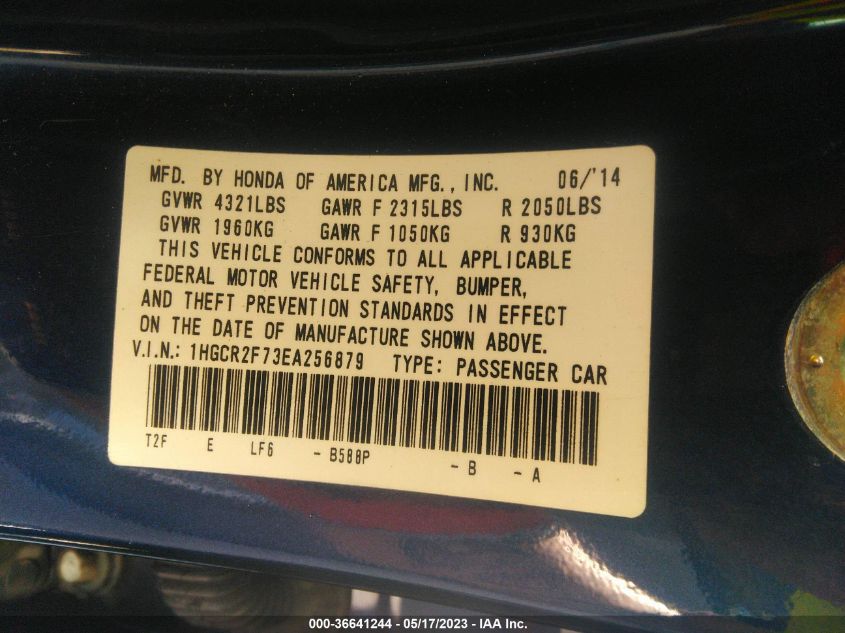 MFD. BY HONDA OF AMERICA MFG., INC. 06/'14
GVWR 4321LBS GAWR F 2315LBS R 2050LBS
GVWR 1960KG GAWR F 1050KG R 930KG
THIS VEHICLE CONFORMS TO ALL APPLICABLE
FEDERAL MOTOR VEHICLE SAFETY, BUMPER,
AND THEFT PREVENTION STANDARDS IN EFFECT
ON THE DATE OF MANUFACTURE SHOWN ABOVE.
V.I.N.: 1HGCR2F73EA256879 TYPE: PASSENGER CAR
T2F E LF6 - B588P - B - A
000-36641244 - 05/17/2023 - IAA Inc.